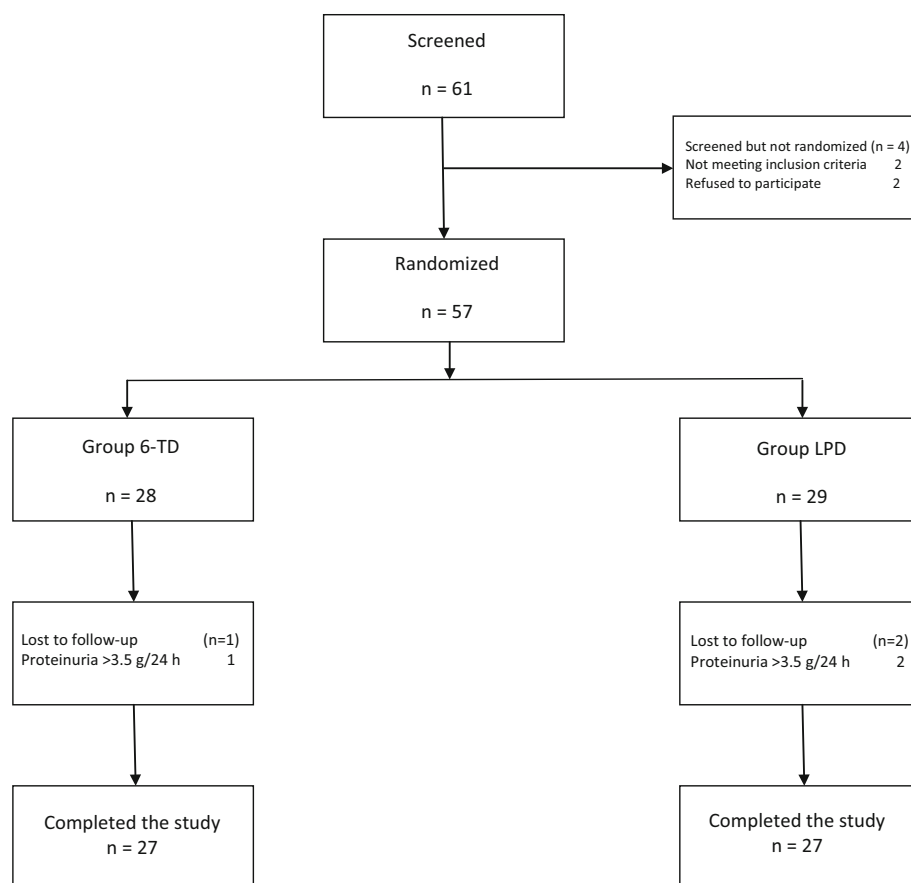 Screened
n = 61
Screened but not randomized (n = 4)
Not meeting inclusion criteria 2
Refused to participate 2
Randomized
n = 57
Group 6-TD
n = 28
Group LPD
n = 29
Lost to follow-up (n=1)
Proteinuria >3.5 g/24 h 1
Lost to follow-up (n=2)
Proteinuria >3.5 g/24 h 2
Completed the study
n = 27
Completed the study
n = 27